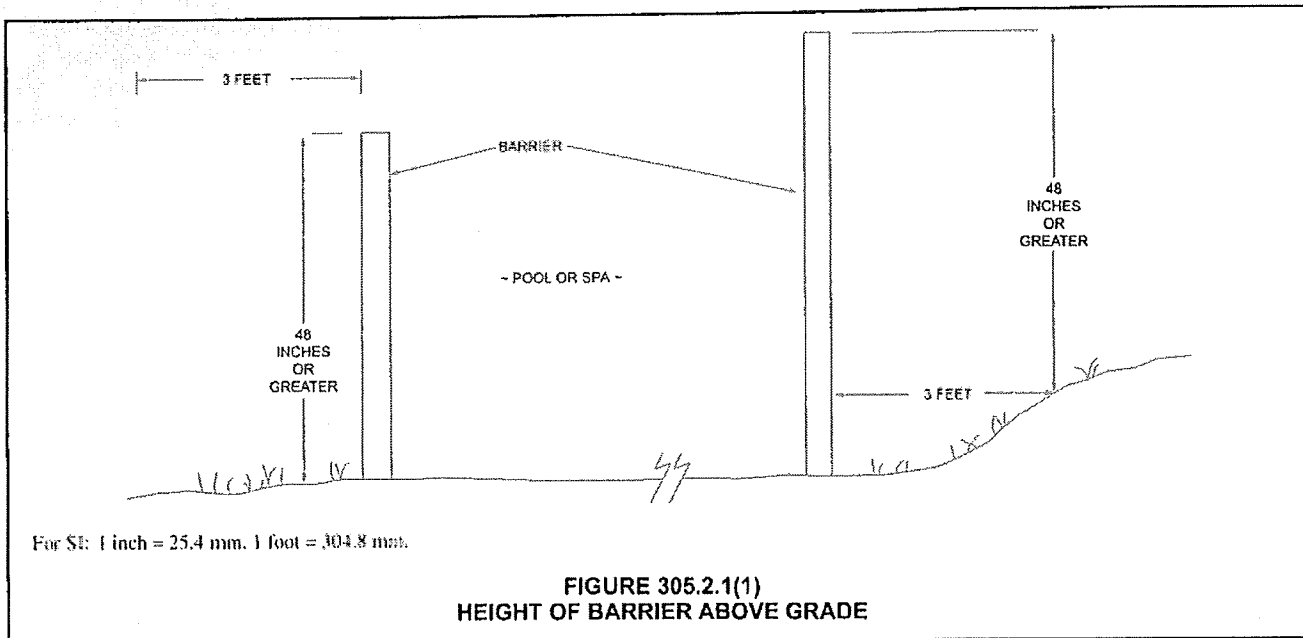 3 FEET
BARRIER
48
INCHES
OR
GREATER
~ POOL OR SPA ~
48
INCHES
OR
GREATER
3 FEET
For SI: 1 inch = 25.4 mm, 1 foot = 304.8 mm.
FIGURE 305.2.1(1)
HEIGHT OF BARRIER ABOVE GRADE